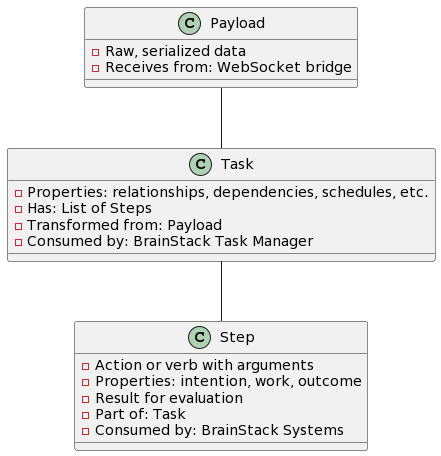 C Payload
Raw, serialized data
Receives from: WebSocket bridge
C Task
Properties: relationships, dependencies, schedules, etc.
Has: List of Steps
Transformed from: Payload
Consumed by: BrainStack Task Manager
C Step
Action or verb with arguments
Properties: intention, work, outcome
Result for evaluation
Part of: Task
Consumed by: BrainStack Systems